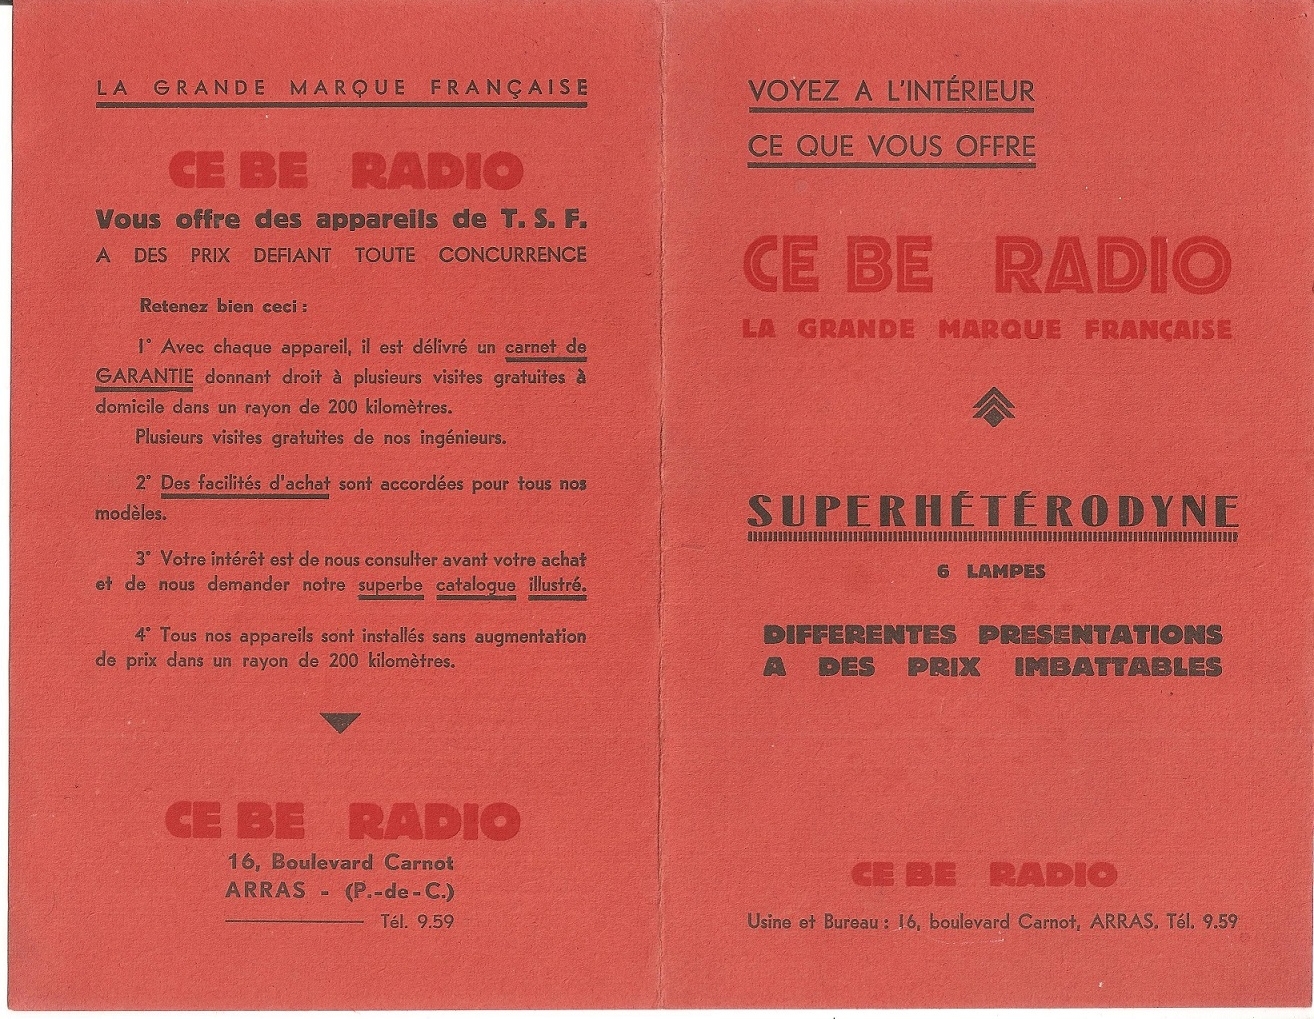 LA GRANDE MARQUE FRANÇAISE
CE BE RADIO
Vous offre des appareils de T. S. F.
A DES PRIX DEFIANT TOUTE CONCURRENCE
Retenez bien ceci :
1° Avec chaque appareil, il est délivré un carnet de
GARANTIE donnant droit à plusieurs visites gratuites à
domicile dans un rayon de 200 kilomètres.
Plusieurs visites gratuites de nos ingénieurs.
2° Des facilités d'achat sont accordées pour tous nos
modèles.
3° Votre intérêt est de nous consulter avant votre achat
et de nous demander notre superbe catalogue illustré.
4° Tous nos appareils sont installés sans augmentation
de prix dans un rayon de 200 kilomètres.
CE BE RADIO
16, Boulevard Carnot
ARRAS - (P.-de-C.)
Tél. 9.59
VOYEZ A L'INTÉRIEUR
CE QUE VOUS OFFRE
CE BE RADIO
LA GRANDE MARQUE FRANÇAISE
SUPERHÉTÉRODYNE
6 LAMPES
DIFFERENTES PRESENTATIONS
A DES PRIX IMBATTABLES
CE BE RADIO
Usine et Bureau : 16, boulevard Carnot, ARRAS. Tél. 9.59